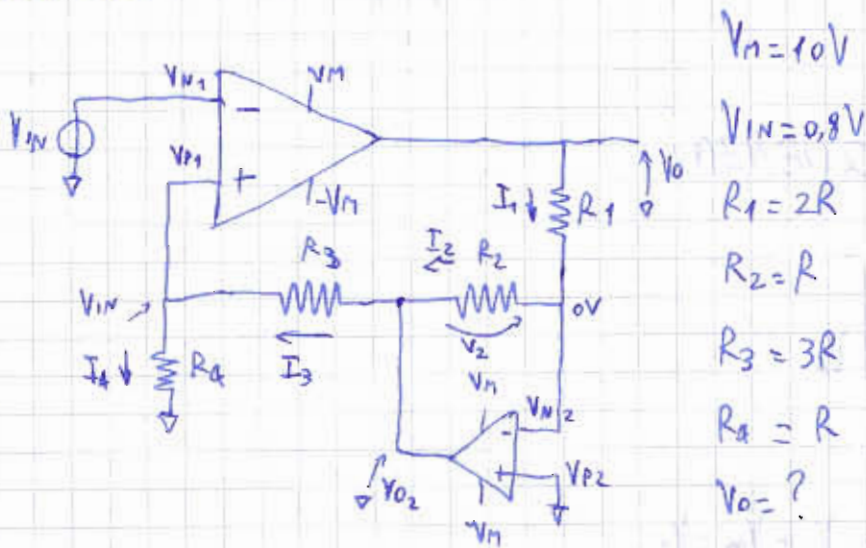 VM
VM = 10V
VN1
VIN
VIN = 0,8V
VP1
VO
-VM
I1 ↓ R1
R1 = 2R
R3
I2
R2
R2 = R
VIN
0V
I4 ↓ R4
I3
V2
R3 = 3R
VM
VN2
R4 = R
VO2
VP2
-VM
VO = ?